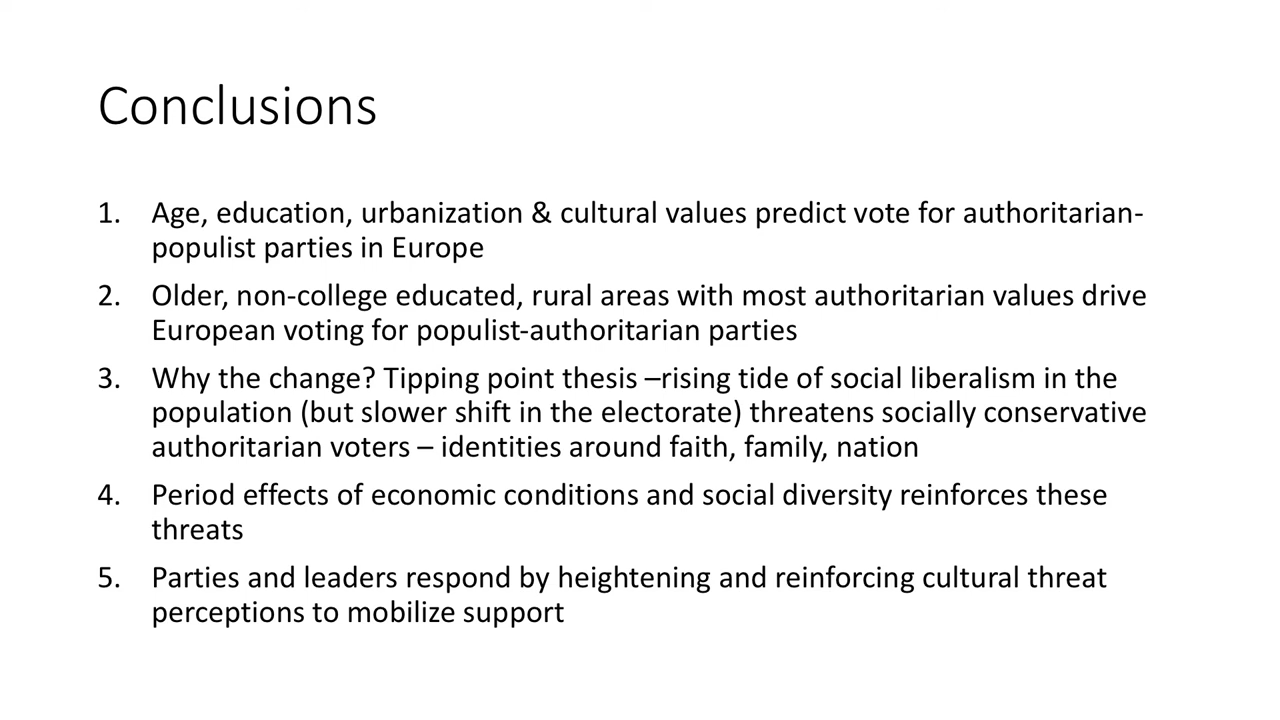 Conclusions
1. Age, education, urbanization & cultural values predict vote for authoritarian-
populist parties in Europe
2. Older, non-college educated, rural areas with most authoritarian values drive
European voting for populist-authoritarian parties
3. Why the change? Tipping point thesis –rising tide of social liberalism in the
population (but slower shift in the electorate) threatens socially conservative
authoritarian voters – identities around faith, family, nation
4. Period effects of economic conditions and social diversity reinforces these
threats
5. Parties and leaders respond by heightening and reinforcing cultural threat
perceptions to mobilize support